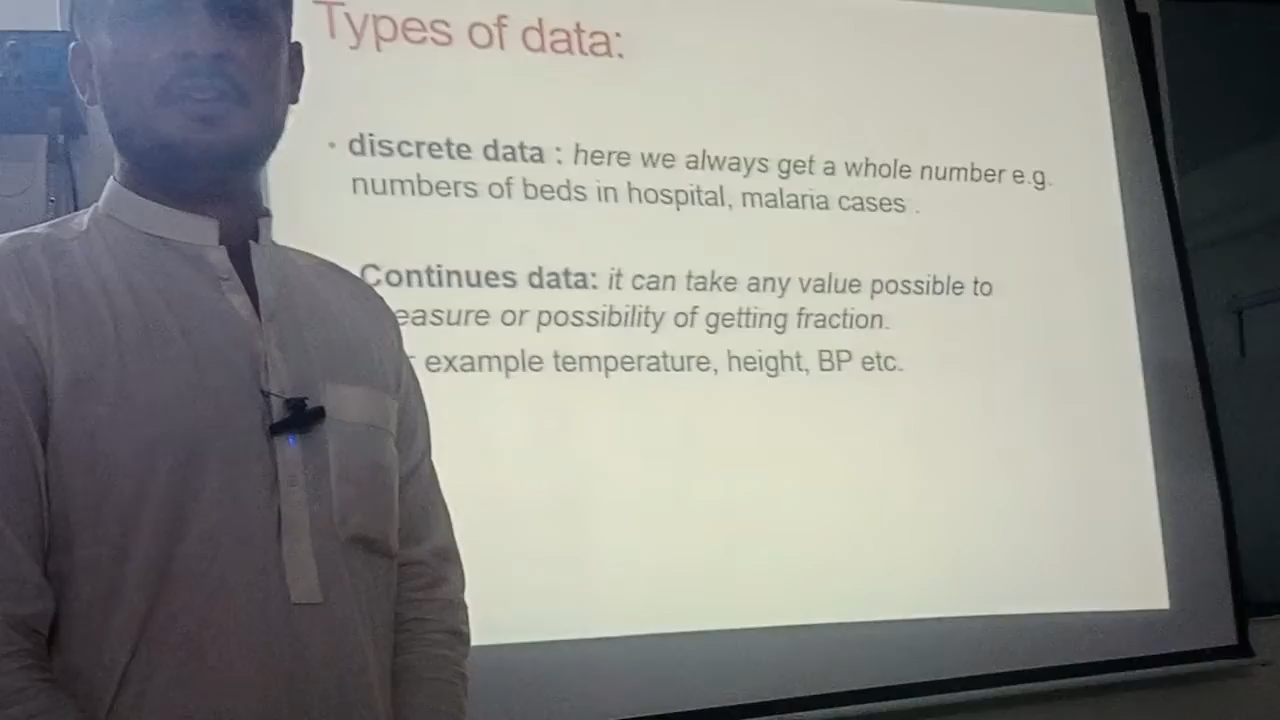 Types of data:
• discrete data : here we always get a whole number e.g.
numbers of beds in hospital, malaria cases .
Continues data: it can take any value possible to
easure or possibility of getting fraction.
example temperature, height, BP etc.